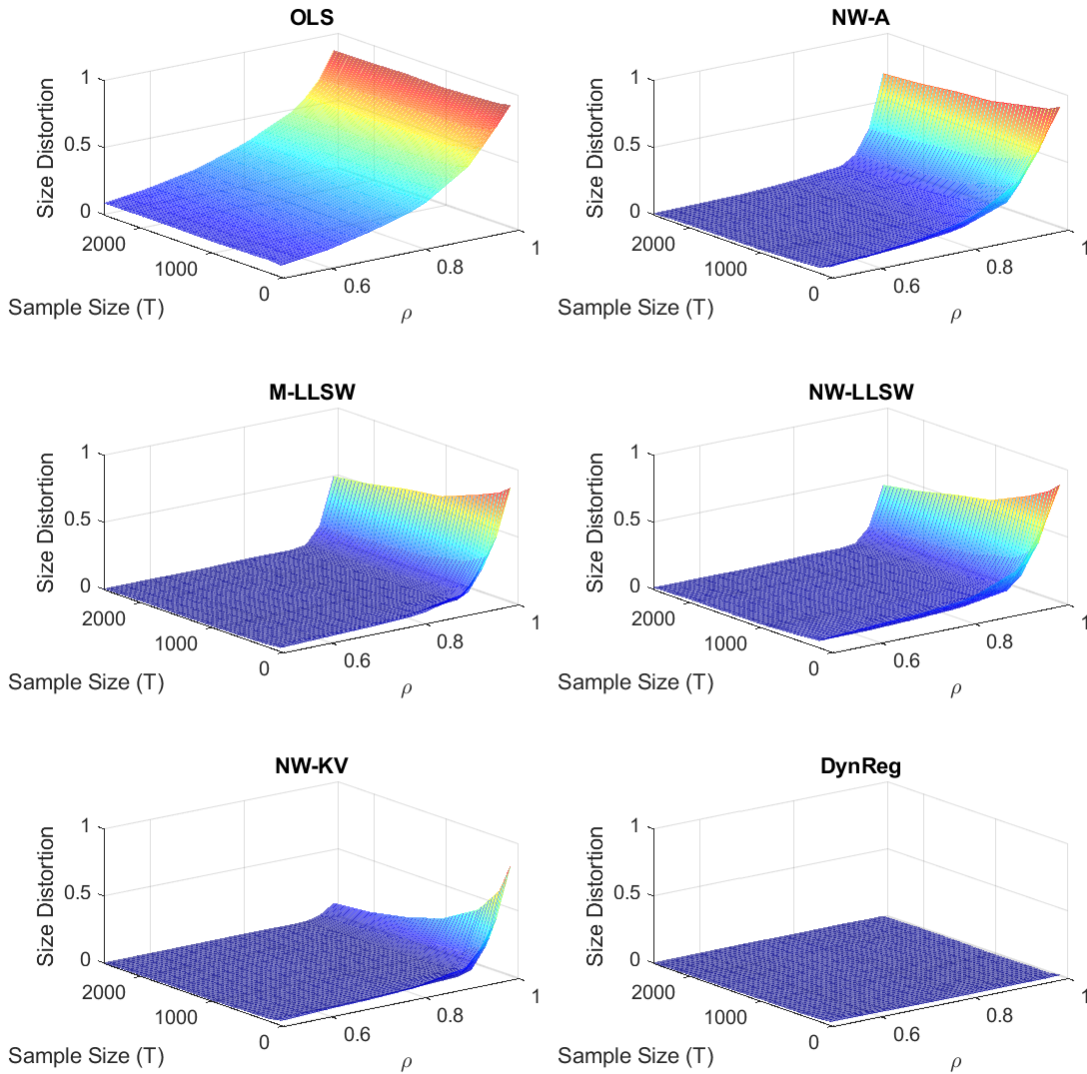 OLS
1
0.5
0
Size Distortion
2000
1000
0
Sample Size (T)
0.6
0.8
1
ρ
NW-A
1
0.5
0
Size Distortion
2000
1000
0
Sample Size (T)
0.6
0.8
1
ρ
M-LLSW
1
0.5
0
Size Distortion
2000
1000
0
Sample Size (T)
0.6
0.8
1
ρ
NW-LLSW
1
0.5
0
Size Distortion
2000
1000
0
Sample Size (T)
0.6
0.8
1
ρ
NW-KV
1
0.5
0
Size Distortion
2000
1000
0
Sample Size (T)
0.6
0.8
1
ρ
DynReg
1
0.5
0
Size Distortion
2000
1000
0
Sample Size (T)
0.6
0.8
1
ρ